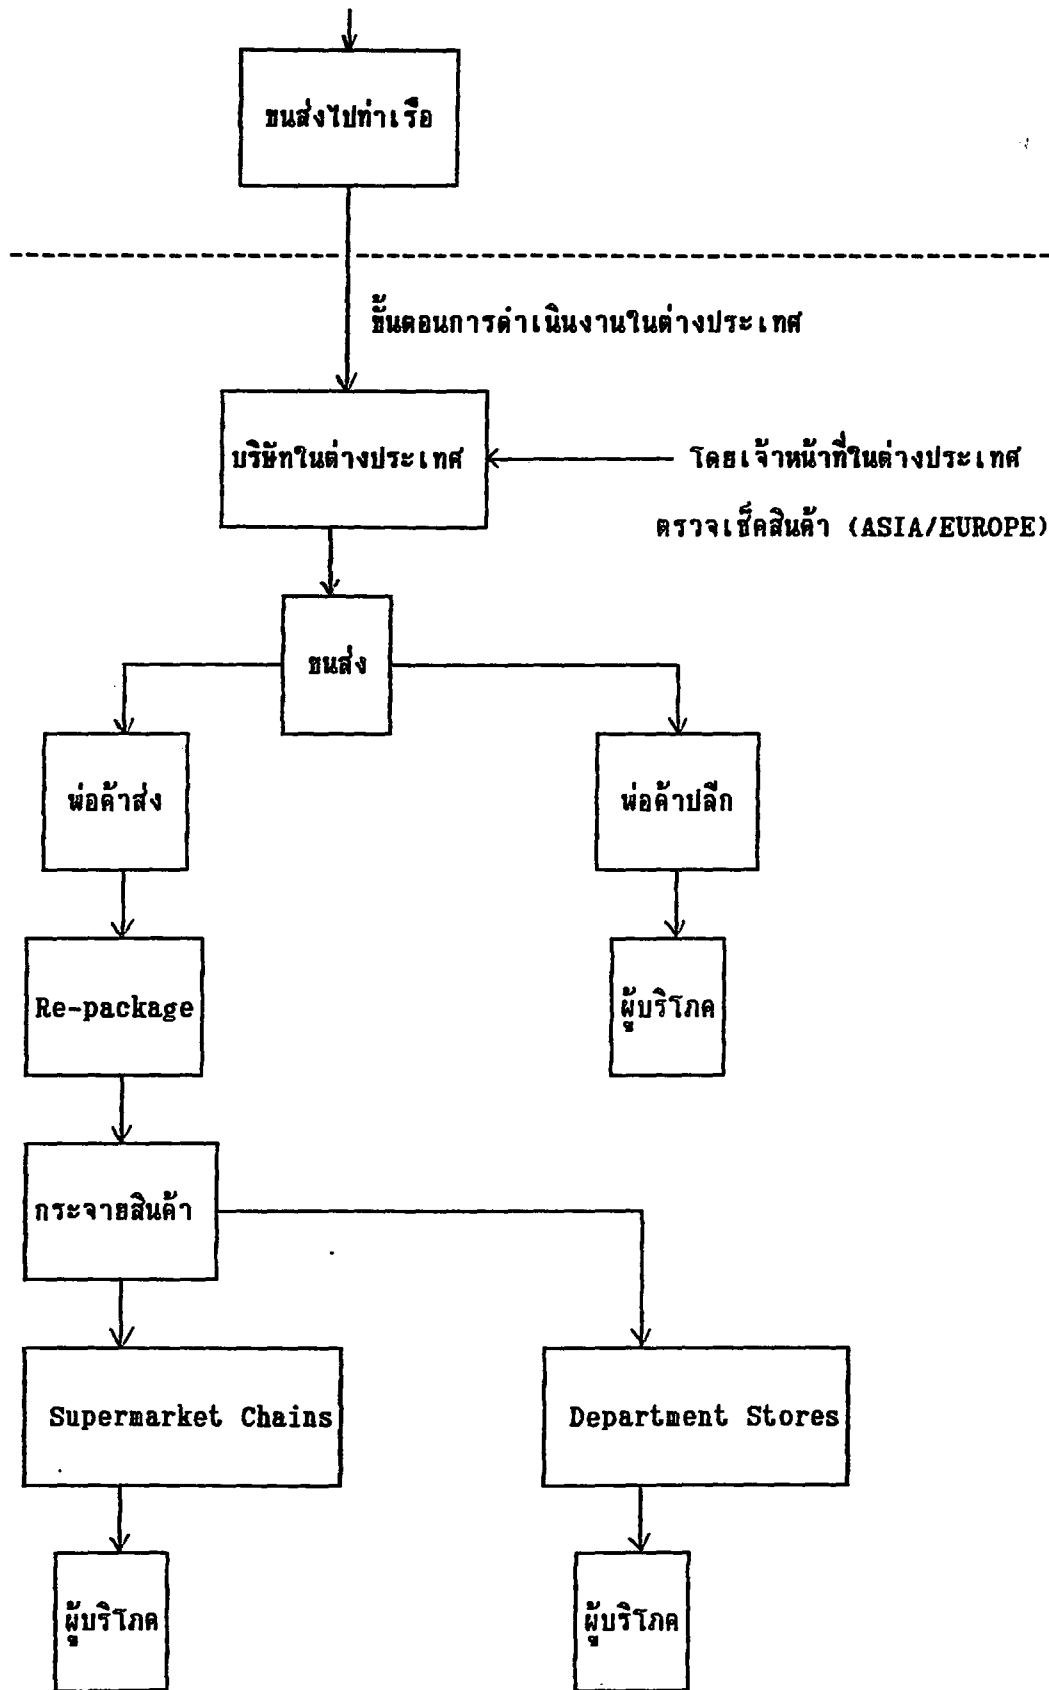 ขนส่งไปท่าเรือ
ขั้นตอนการดำเนินงานในต่างประเทศ
บริษัทในต่างประเทศ
โดยเจ้าหน้าที่ในต่างประเทศ
ตรวจเช็คสินค้า (ASIA/EUROPE)
ขนส่ง
พ่อค้าส่ง
พ่อค้าปลีก
Re-package
ผู้บริโภค
กระจายสินค้า
Supermarket Chains
Department Stores
ผู้บริโภค
ผู้บริโภค